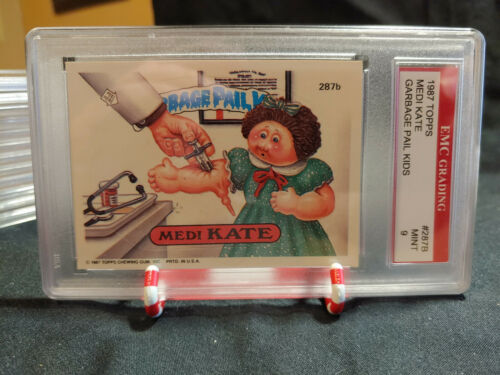 287b
GARBAGE PAIL KIDS
MEDI KATE
© 1987 TOPPS CHEWING GUM, INC. PRTD. IN U.S.A.
1987 TOPPS
MEDI KATE
GARBAGE PAIL KIDS
EMC GRADING
#287B
MINT
9